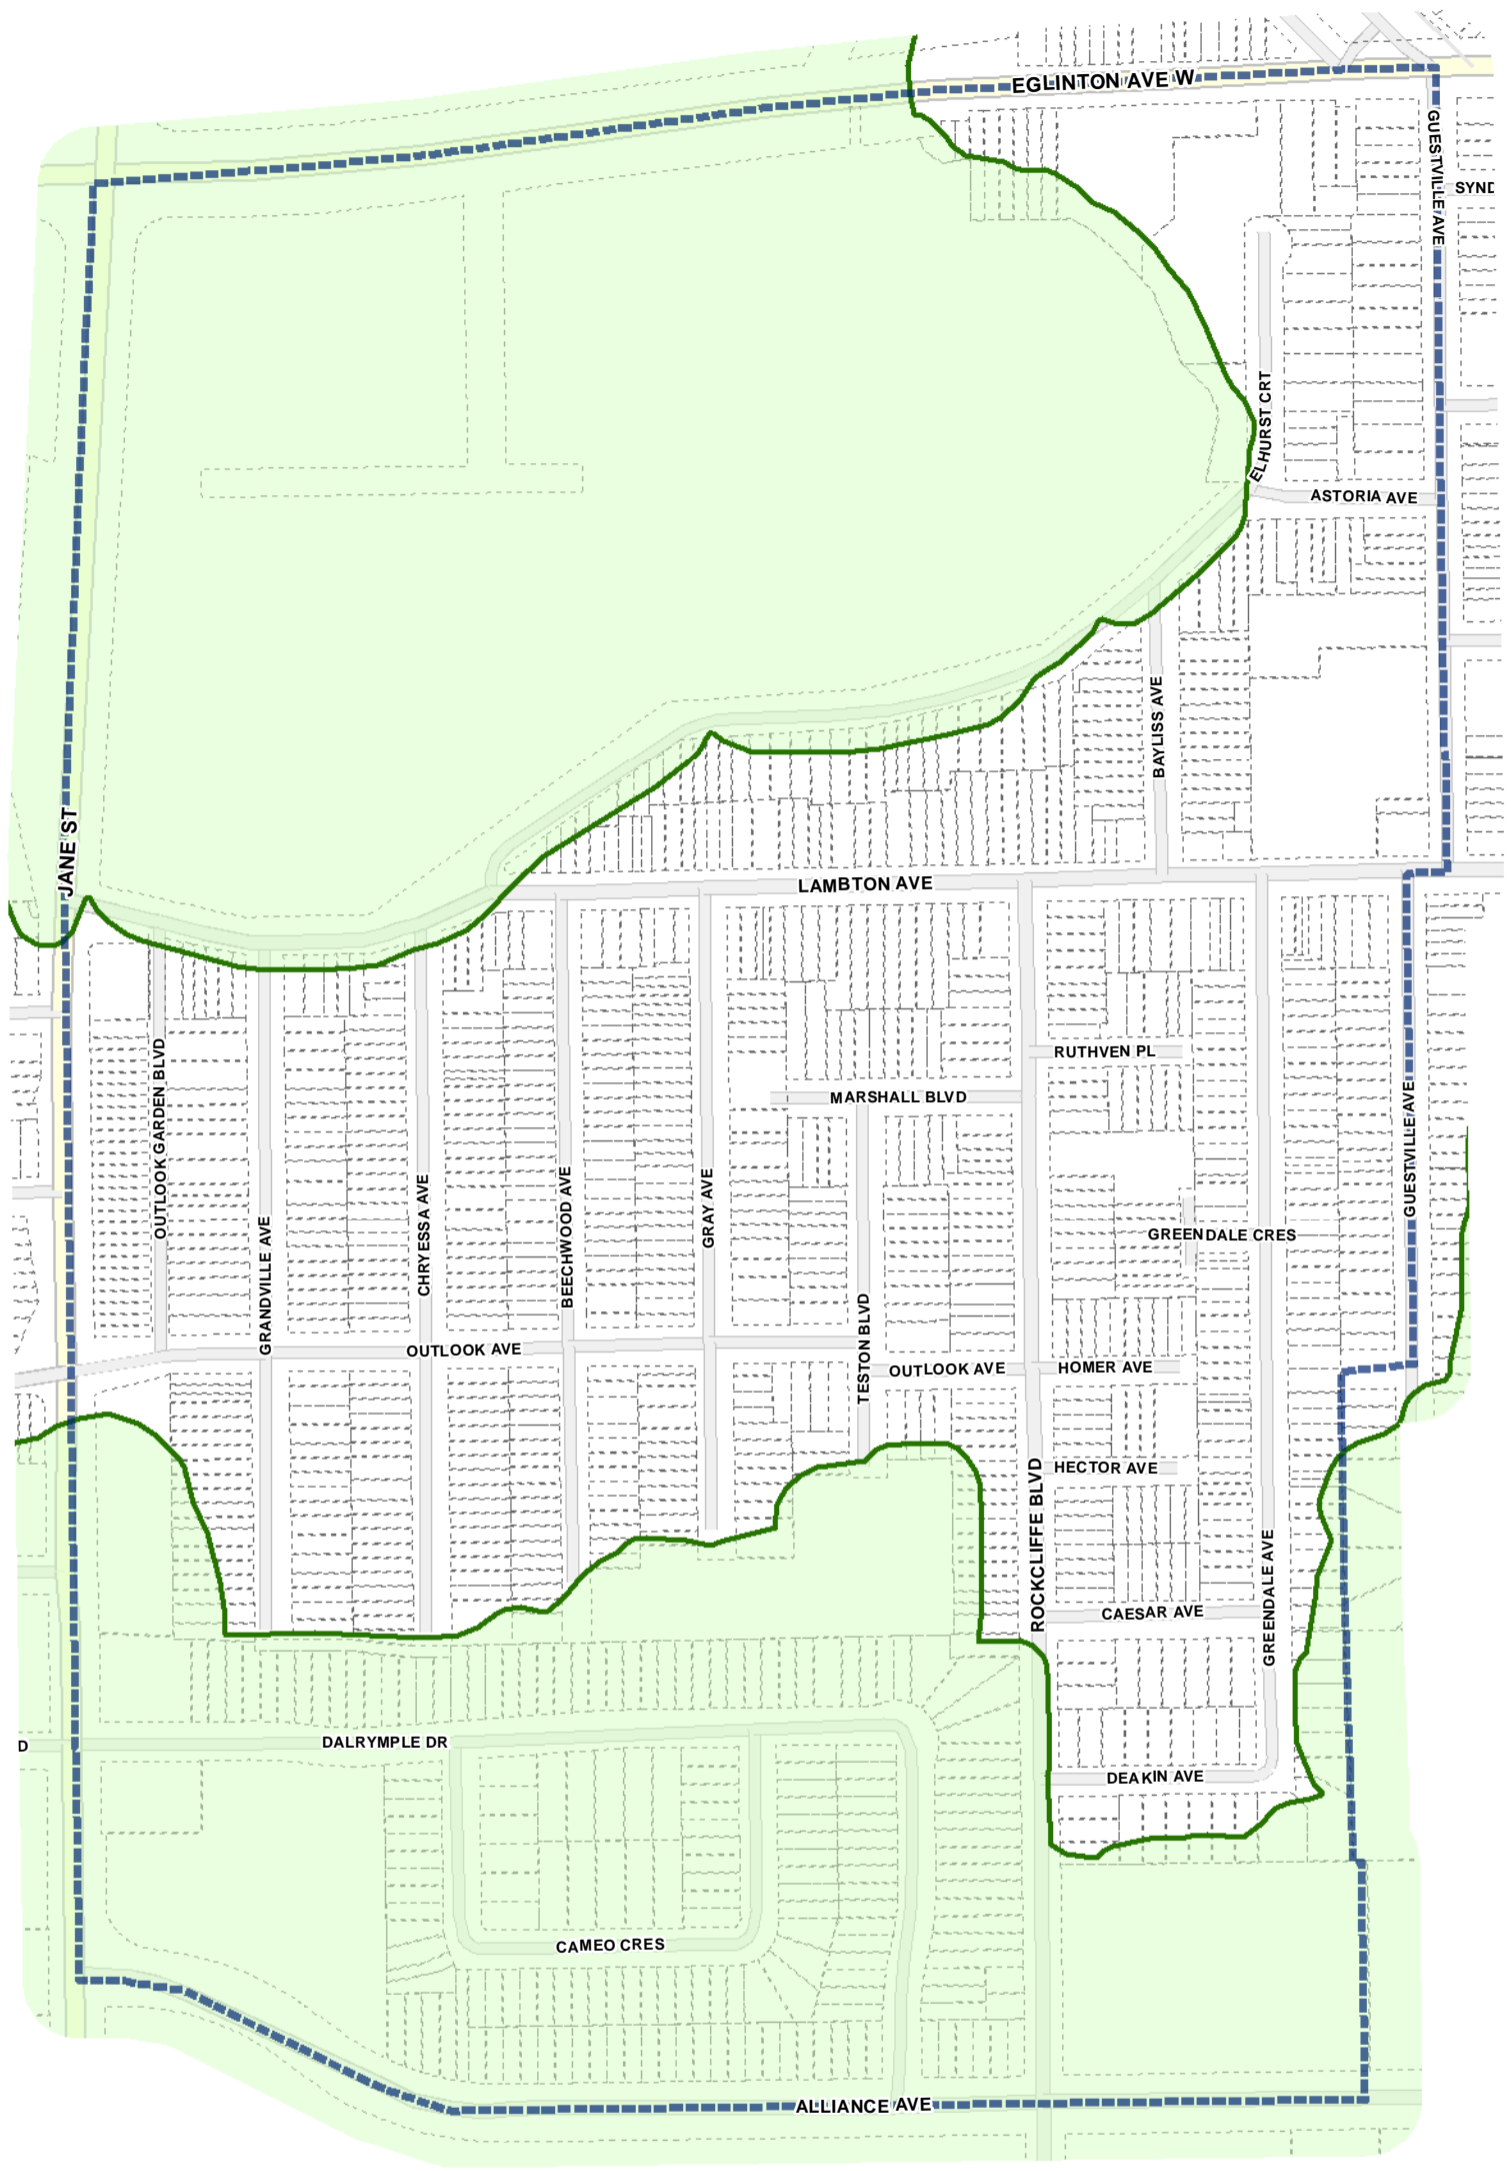 EGLINTON AVE W
GUESTVILLE AVE
SYND
ELHURST CRT
ASTORIA AVE
BAYLISS AVE
JANE ST
LAMBTON AVE
RUTHVEN PL
MARSHALL BLVD
OUTLOOK GARDEN BLVD
GUESTVILLE AVE
CHRYESSA AVE
BEECHWOOD AVE
GRAY AVE
GRANDVILLE AVE
GREENDALE CRES
TESTON BLVD
OUTLOOK AVE
OUTLOOK AVE
HOMER AVE
HECTOR AVE
ROCKCLIFFE BLVD
GREENDALE AVE
CAESAR AVE
D
DALRYMPLE DR
DEAKIN AVE
CAMEO CRES
ALLIANCE AVE